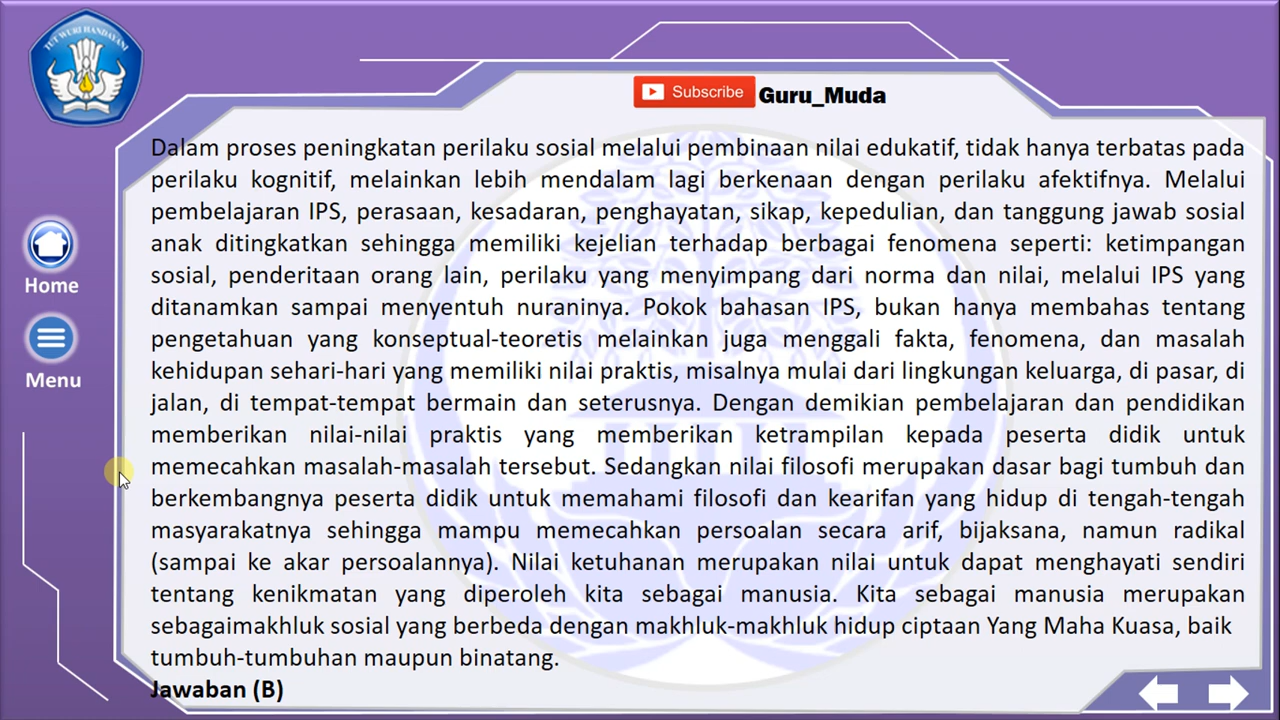 TUT WURI HANDAYANI
Subscribe Guru_Muda
Dalam proses peningkatan perilaku sosial melalui pembinaan nilai edukatif, tidak hanya terbatas pada
perilaku kognitif, melainkan lebih mendalam lagi berkenaan dengan perilaku afektifnya. Melalui
pembelajaran IPS, perasaan, kesadaran, penghayatan, sikap, kepedulian, dan tanggung jawab sosial
anak ditingkatkan sehingga memiliki kejelian terhadap berbagai fenomena seperti: ketimpangan
sosial, penderitaan orang lain, perilaku yang menyimpang dari norma dan nilai, melalui IPS yang
ditanamkan sampai menyentuh nuraninya. Pokok bahasan IPS, bukan hanya membahas tentang
pengetahuan yang konseptual-teoretis melainkan juga menggali fakta, fenomena, dan masalah
kehidupan sehari-hari yang memiliki nilai praktis, misalnya mulai dari lingkungan keluarga, di pasar, di
jalan, di tempat-tempat bermain dan seterusnya. Dengan demikian pembelajaran dan pendidikan
memberikan nilai-nilai praktis yang memberikan ketrampilan kepada peserta didik untuk
memecahkan masalah-masalah tersebut. Sedangkan nilai filosofi merupakan dasar bagi tumbuh dan
berkembangnya peserta didik untuk memahami filosofi dan kearifan yang hidup di tengah-tengah
masyarakatnya sehingga mampu memecahkan persoalan secara arif, bijaksana, namun radikal
(sampai ke akar persoalannya). Nilai ketuhanan merupakan nilai untuk dapat menghayati sendiri
tentang kenikmatan yang diperoleh kita sebagai manusia. Kita sebagai manusia merupakan
sebagaimakhluk sosial yang berbeda dengan makhluk-makhluk hidup ciptaan Yang Maha Kuasa, baik
tumbuh-tumbuhan maupun binatang.
Jawaban (B)
Home
Menu